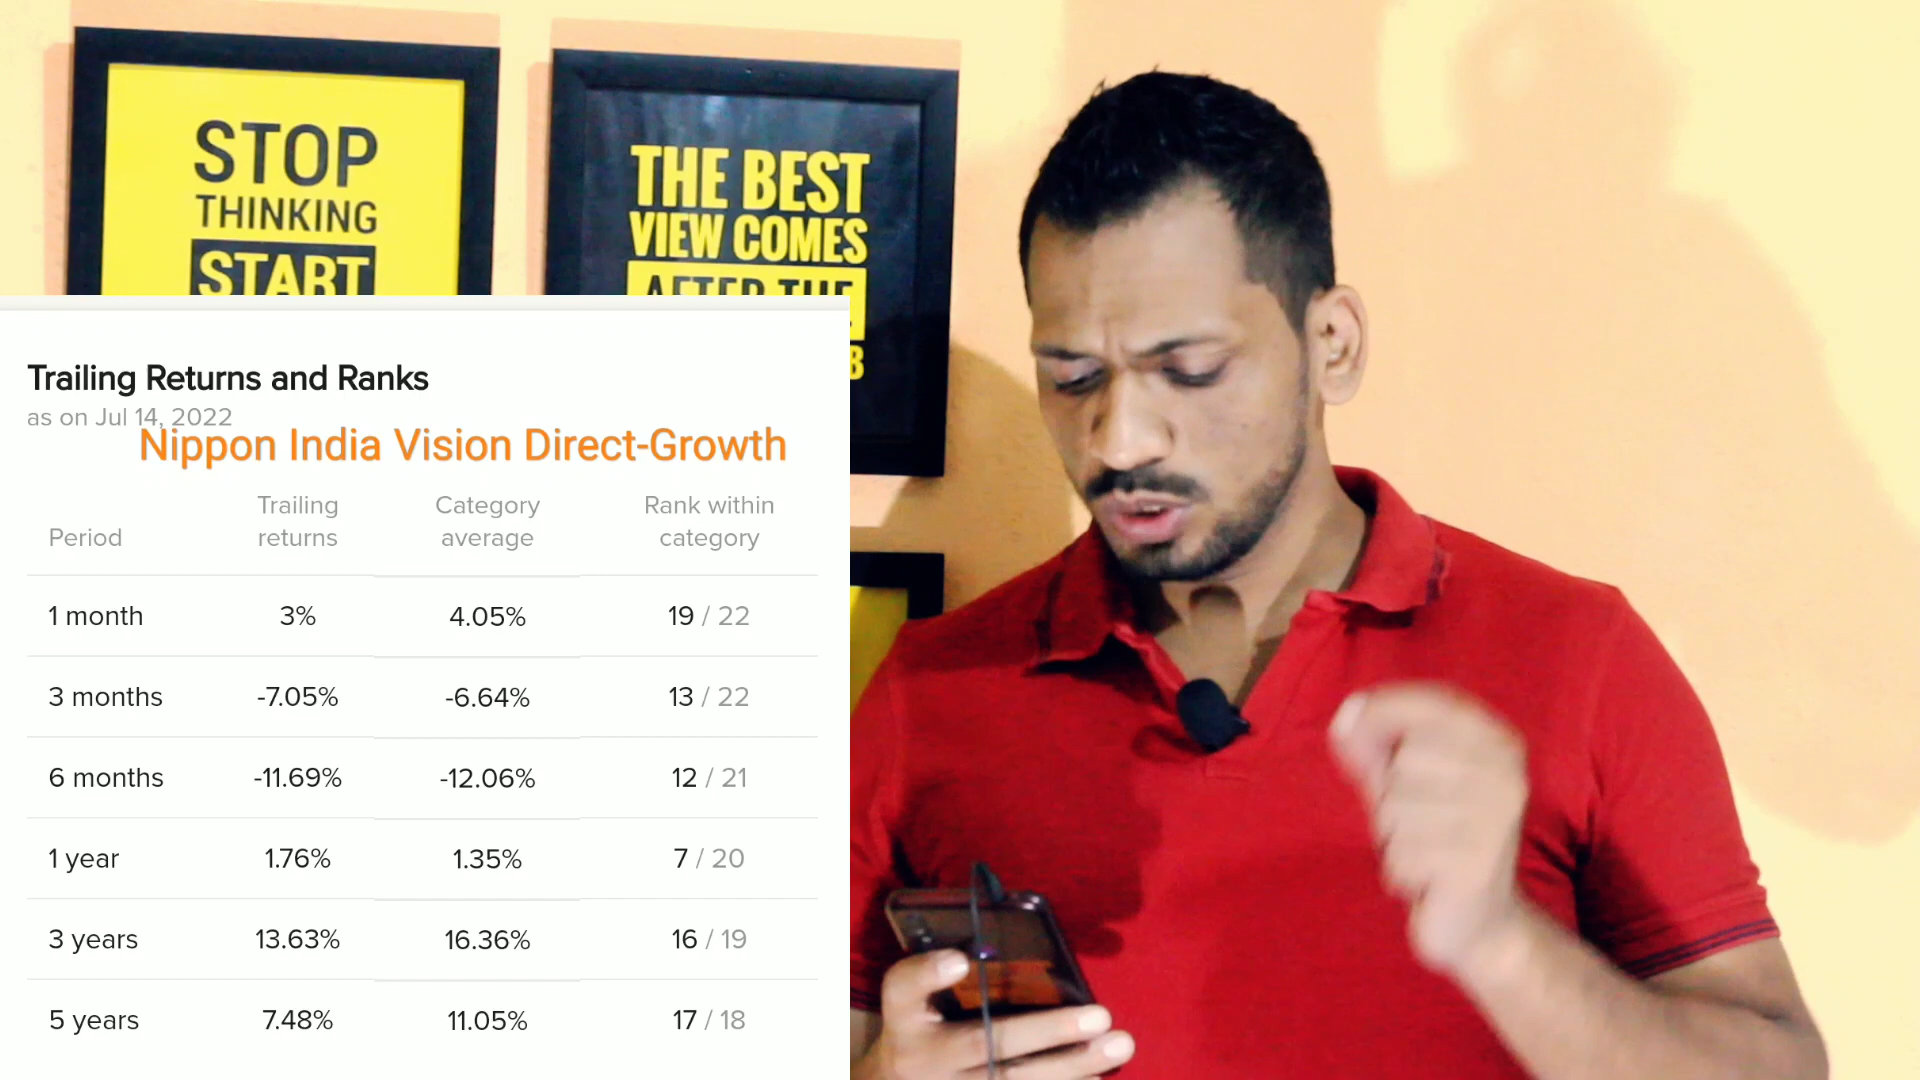 STOP
THINKING
START
THE BEST
VIEW COMES
AFTER THE
B
Trailing Returns and Ranks
as on Jul 14, 2022
Nippon India Vision Direct-Growth
Period Trailing returns Category average Rank within category
1 month 3% 4.05% 19 / 22
3 months -7.05% -6.64% 13 / 22
6 months -11.69% -12.06% 12 / 21
1 year 1.76% 1.35% 7 / 20
3 years 13.63% 16.36% 16 / 19
5 years 7.48% 11.05% 17 / 18